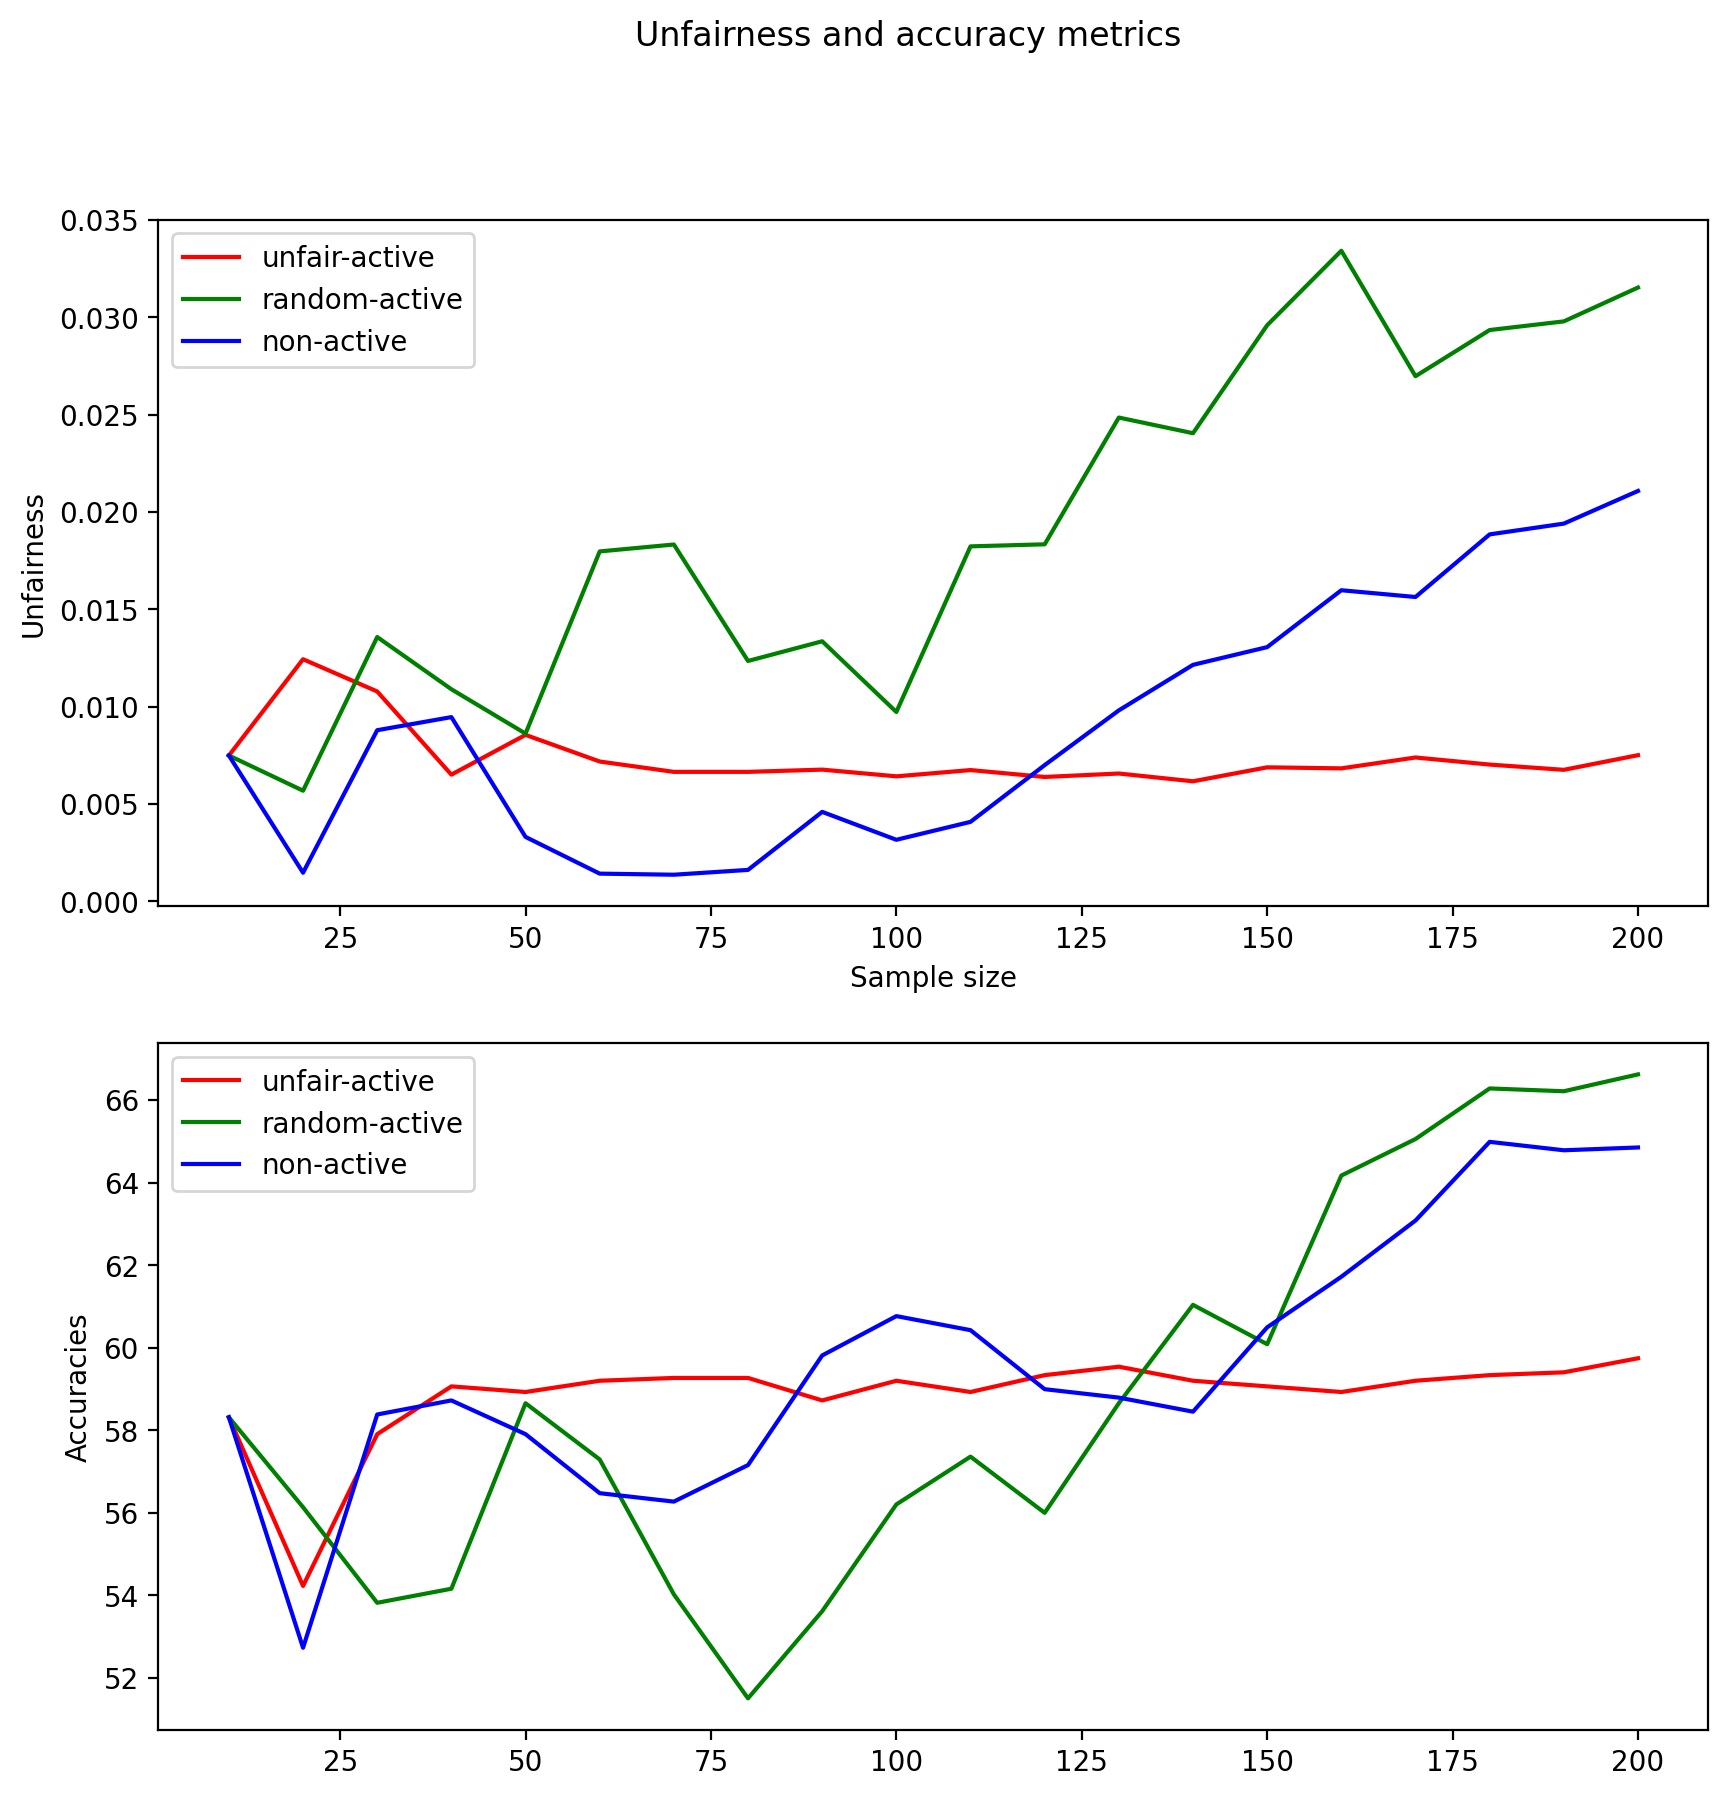 Unfairness and accuracy metrics
0.035
0.030
0.025
0.020
0.015
0.010
0.005
0.000
Unfairness
unfair-active
random-active
non-active
25 50 75 100 125 150 175 200
Sample size
66
64
62
60
58
56
54
52
Accuracies
unfair-active
random-active
non-active
25 50 75 100 125 150 175 200